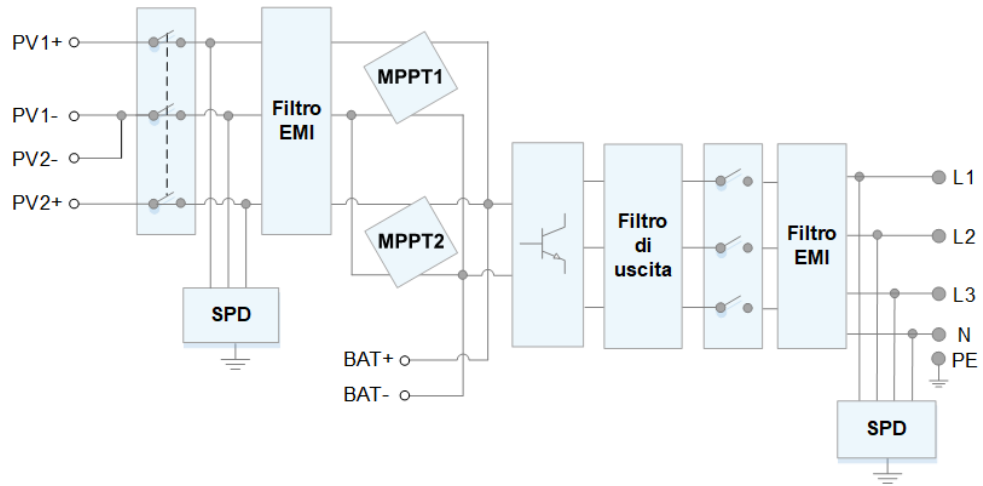 PV1+
PV1-
PV2-
PV2+
Filtro
EMI
MPPT1
MPPT2
SPD
BAT+
BAT-
Filtro
di
uscita
Filtro
EMI
L1
L2
L3
N
PE
SPD